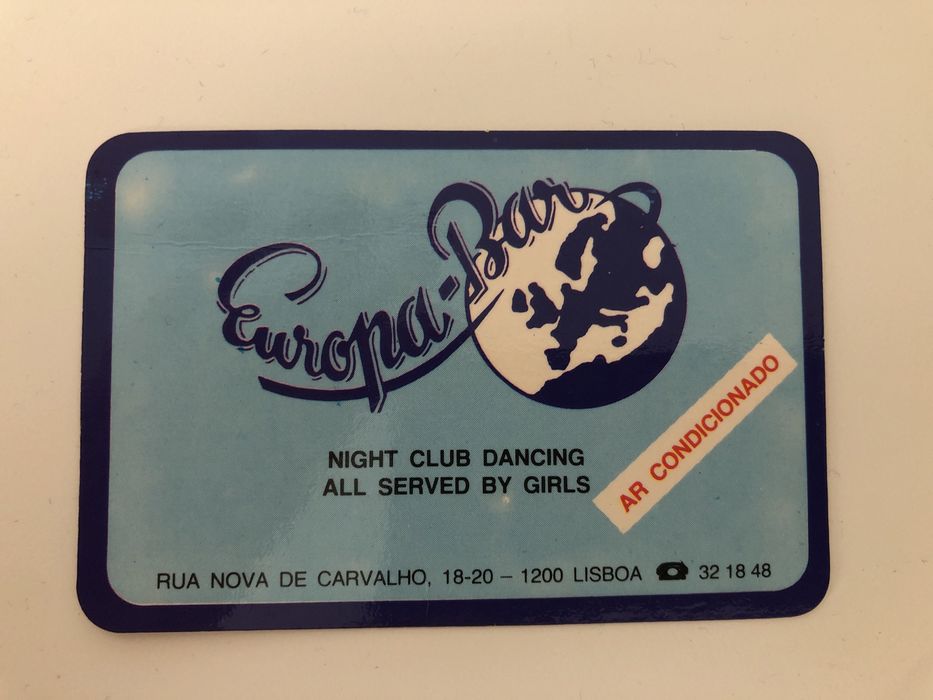 Europa-Bar
NIGHT CLUB DANCING
ALL SERVED BY GIRLS
AR CONDICIONADO
RUA NOVA DE CARVALHO, 18-20 – 1200 LISBOA ☎ 32 18 48